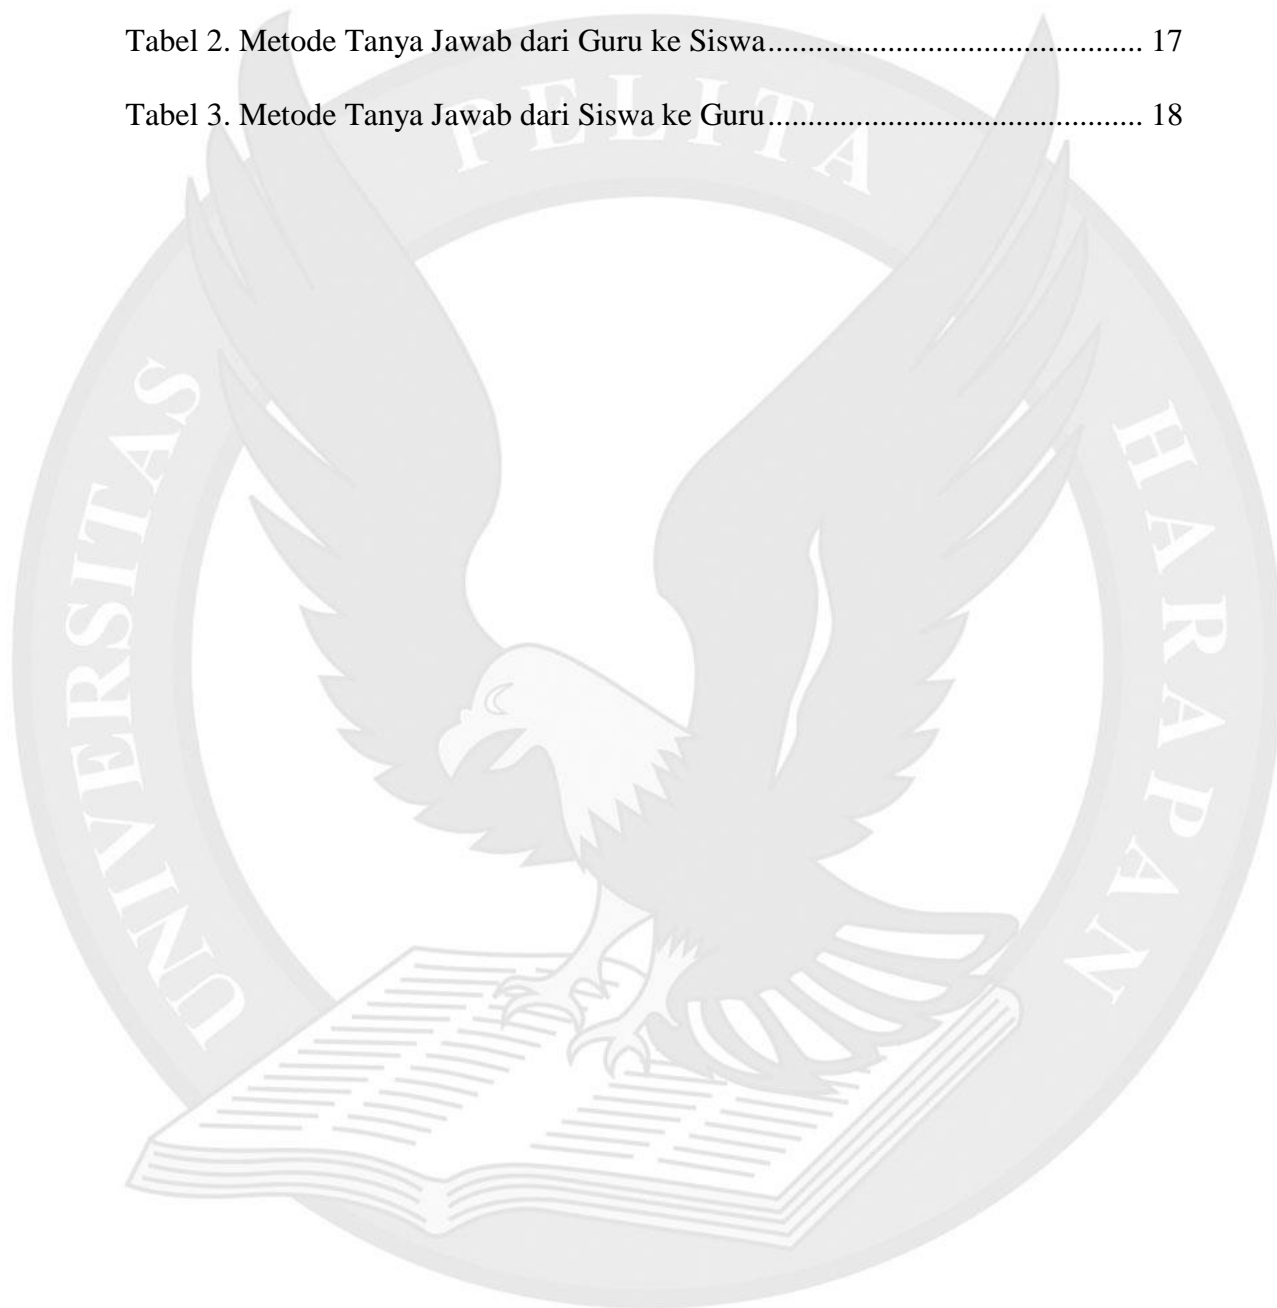 Tabel 2. Metode Tanya Jawab dari Guru ke Siswa............................................... 17
Tabel 3. Metode Tanya Jawab dari Siswa ke Guru............................................... 18
UNIVERSITAS PELITA HARAPAN